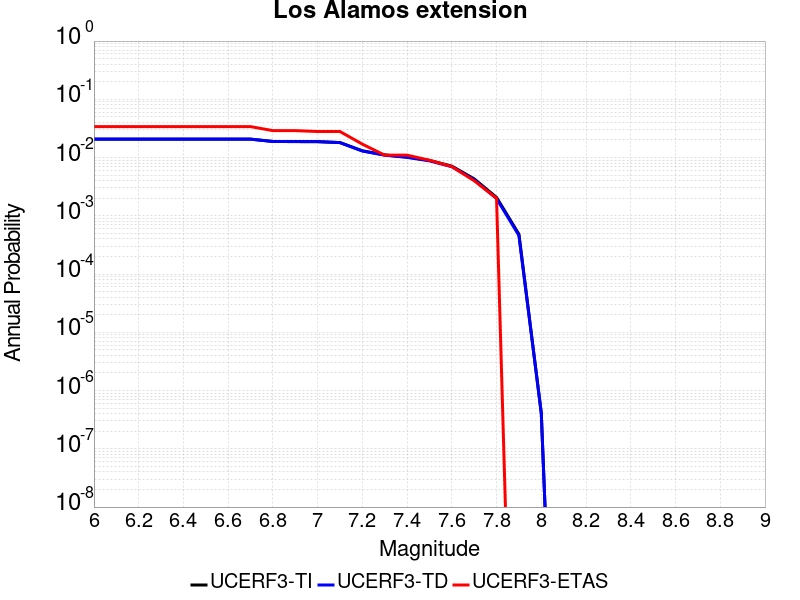 Los Alamos extension
10^0
10^-1
10^-2
10^-3
10^-4
10^-5
10^-6
10^-7
10^-8
Annual Probability
6 6.2 6.4 6.6 6.8 7 7.2 7.4 7.6 7.8 8 8.2 8.4 8.6 8.8 9
Magnitude
UCERF3-TI UCERF3-TD UCERF3-ETAS